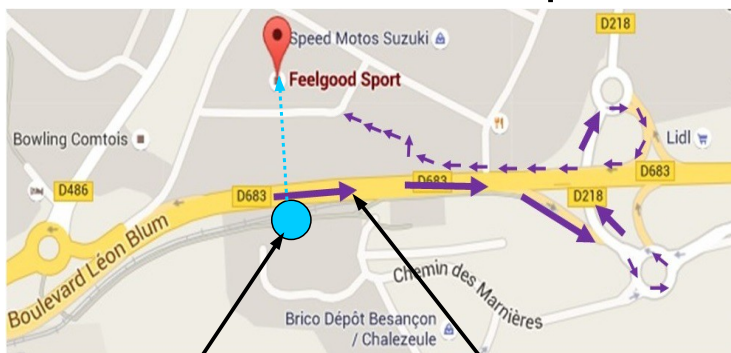 D218
Speed Motos Suzuki
Feelgood Sport
Bowling Comtois
Lidl
D683
D683
D486
D683
D218
Boulevard Léon Blum
Chemin des Marnières
Brico Dépôt Besançon
/ Chalezeule